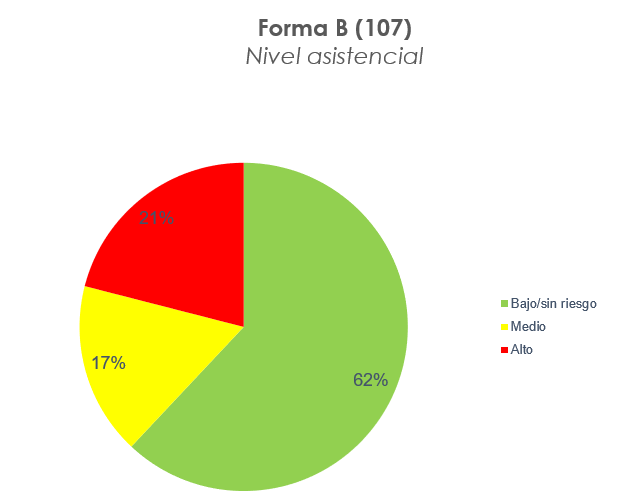 Forma B (107)
Nivel asistencial
21%
17%
62%
Bajo/sin riesgo
Medio
Alto